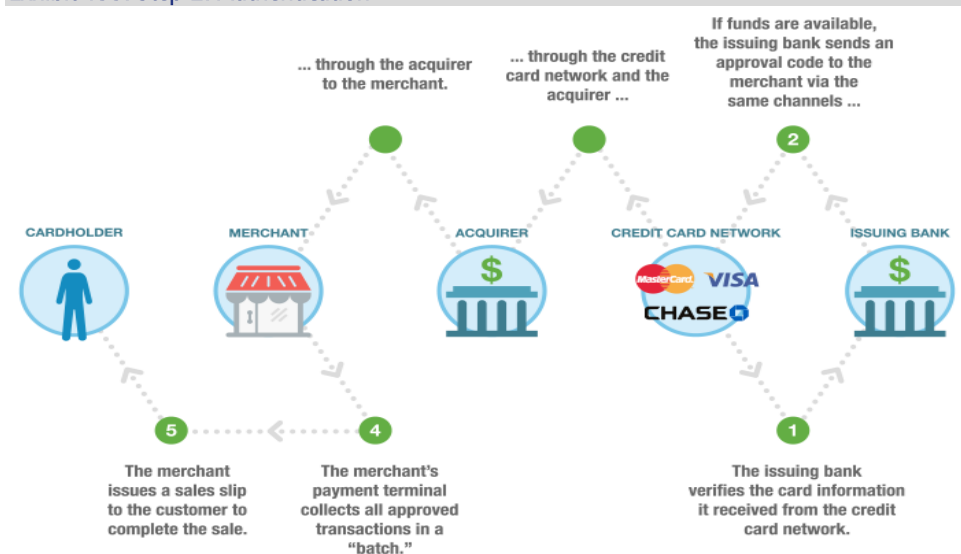 If funds are available,
the issuing bank sends an
approval code to the
merchant via the
same channels ...
... through the credit
card network and the
acquirer ...
... through the acquirer
to the merchant.
2
CARDHOLDER
MERCHANT
ACQUIRER
CREDIT CARD NETWORK
ISSUING BANK
$
MasterCard
VISA
CHASE
$
5
4
1
The merchant
issues a sales slip
to the customer to
complete the sale.
The merchant's
payment terminal
collects all approved
transactions in a
“batch.”
The issuing bank
verifies the card information
it received from the credit
card network.